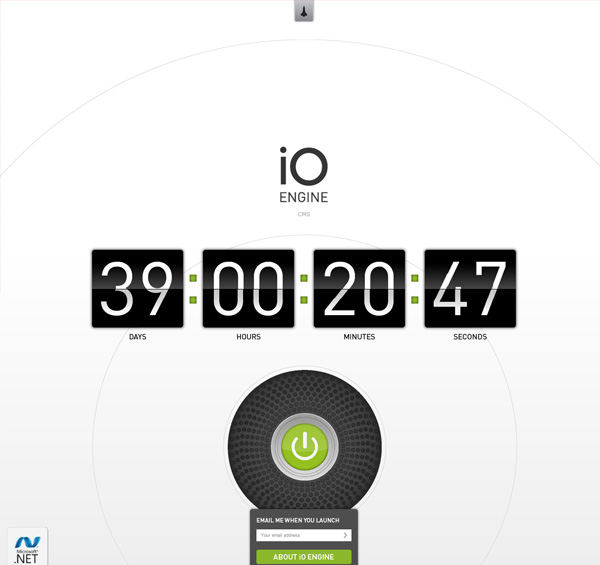 iO
ENGINE
CMS
39 : 00 : 20 : 47
DAYS HOURS MINUTES SECONDS
EMAIL ME WHEN YOU LAUNCH
Your email address
ABOUT iO ENGINE
Microsoft
.NET